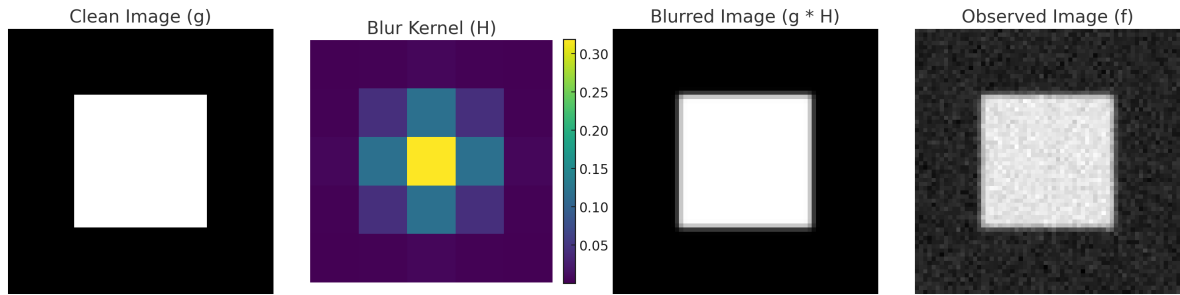 Clean Image (g)
Blur Kernel (H)
0.30
0.25
0.20
0.15
0.10
0.05
Blurred Image (g * H)
Observed Image (f)